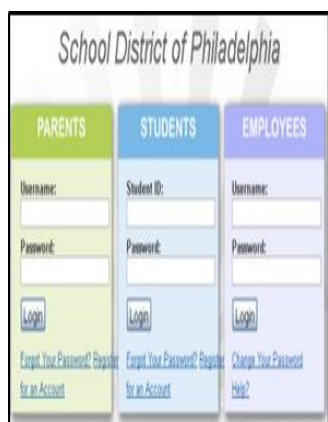 School District of Philadelphia
PARENTS
Username:
Password:
Login
Forgot Your Password? Register
for an Account
STUDENTS
Student ID:
Password:
Login
Forgot Your Password? Register
for an Account
EMPLOYEES
Username:
Password:
Login
Change Your Password
Help?